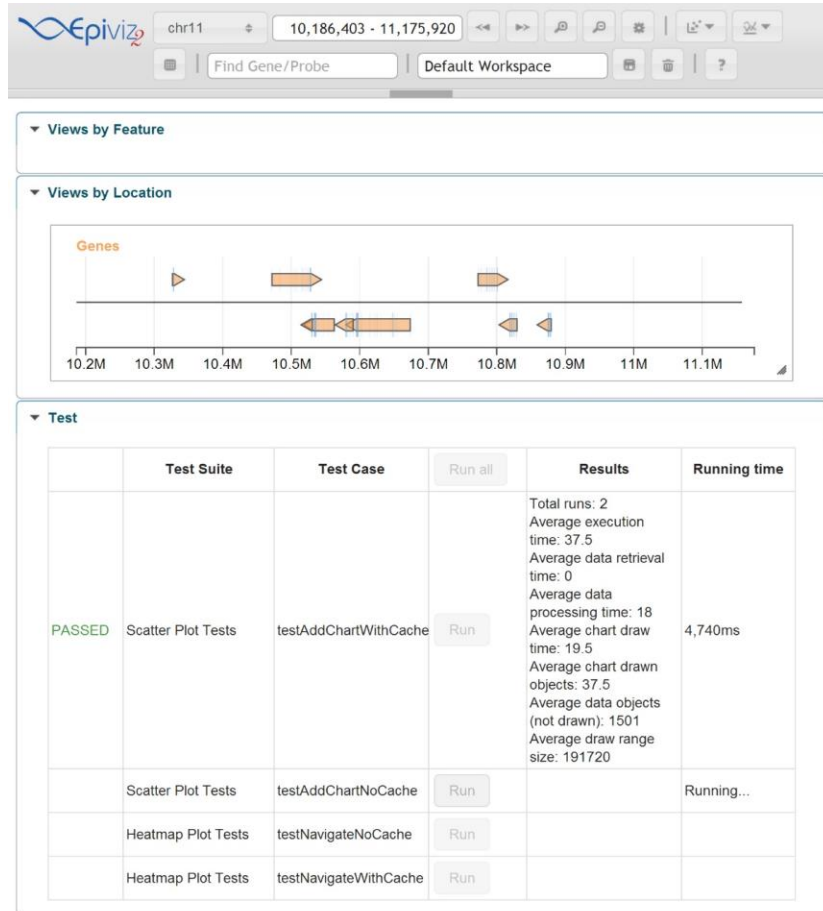 Epiviz2
chr11
10,186,403 - 11,175,920
Find Gene/Probe
Default Workspace
?
Views by Feature
Views by Location
Genes
10.2M 10.3M 10.4M 10.5M 10.6M 10.7M 10.8M 10.9M 11M 11.1M
Test
Test Suite Test Case Run all Results Running time
PASSED Scatter Plot Tests testAddChartWithCache Run
Total runs: 2
Average execution
time: 37.5
Average data retrieval
time: 0
Average data
processing time: 18
Average chart draw
time: 19.5
Average chart drawn
objects: 37.5
Average data objects
(not drawn): 1501
Average draw range
size: 191720
4,740ms
Scatter Plot Tests testAddChartNoCache Run Running...
Heatmap Plot Tests testNavigateNoCache Run
Heatmap Plot Tests testNavigateWithCache Run